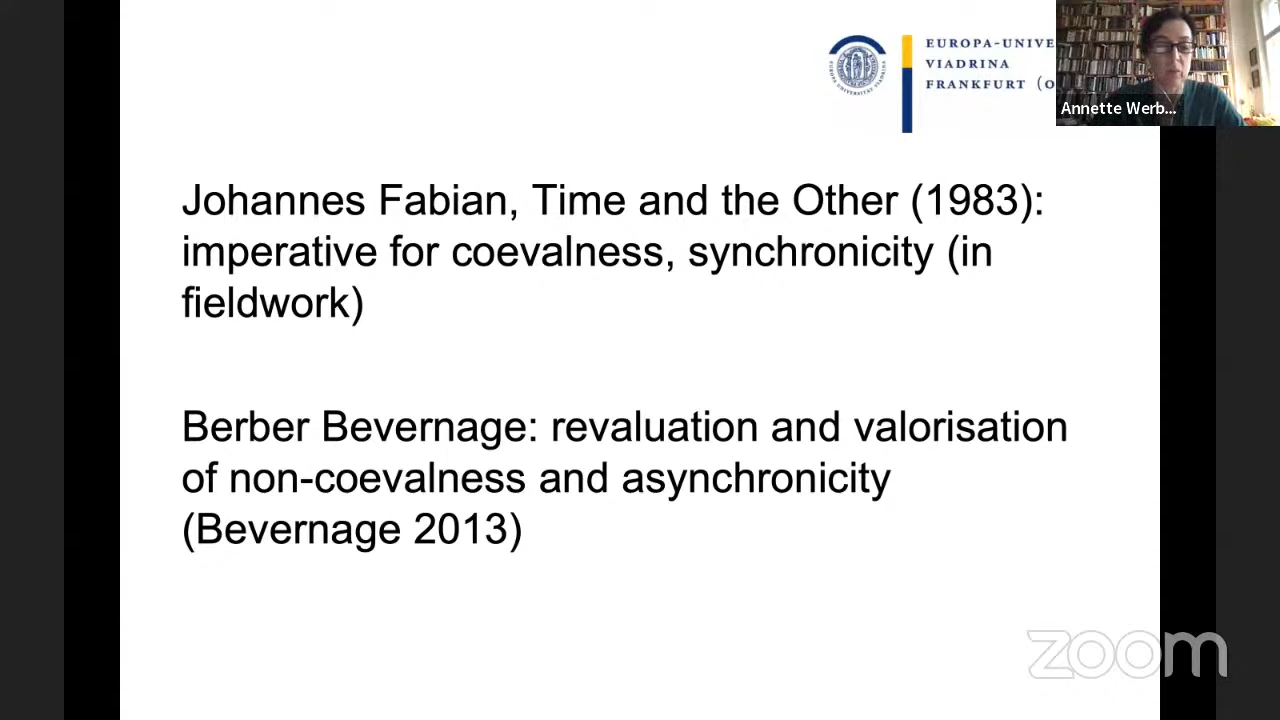 EUROPA-UNIVE
VIADRINA
FRANKFURT (O
Annette Werb...
Johannes Fabian, Time and the Other (1983):
imperative for coevalness, synchronicity (in
fieldwork)
Berber Bevernage: revaluation and valorisation
of non-coevalness and asynchronicity
(Bevernage 2013)
zoom